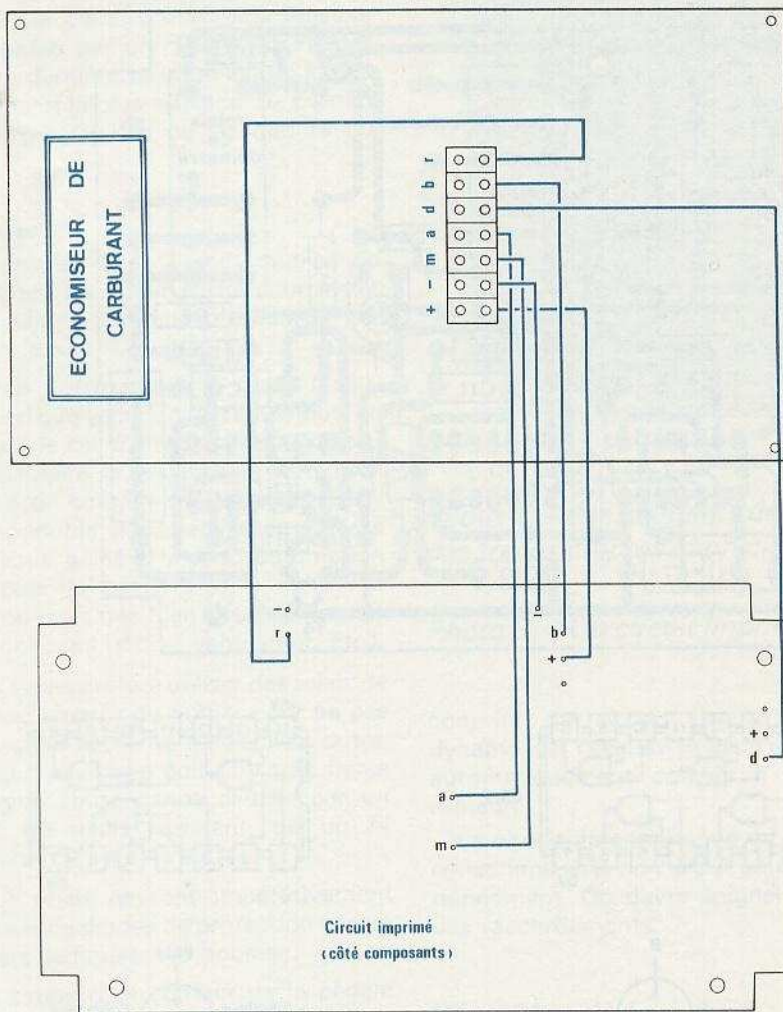 ECONOMISEUR DE
CARBURANT
r
b
d
a
m
-
+
-
r
-
b
+
+
d
a
m
Circuit imprimé
(côté composants)